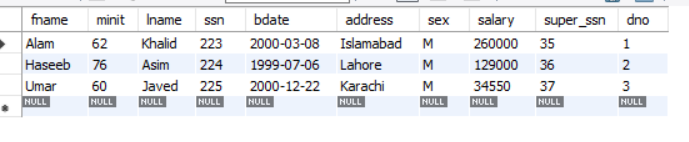 fname minit lname ssn bdate address sex salary super_ssn dno
Alam 62 Khalid 223 2000-03-08 Islamabad M 260000 35 1
Haseeb 76 Asim 224 1999-07-06 Lahore M 129000 36 2
Umar 60 Javed 225 2000-12-22 Karachi M 34550 37 3
NULL NULL NULL NULL NULL NULL NULL NULL NULL NULL